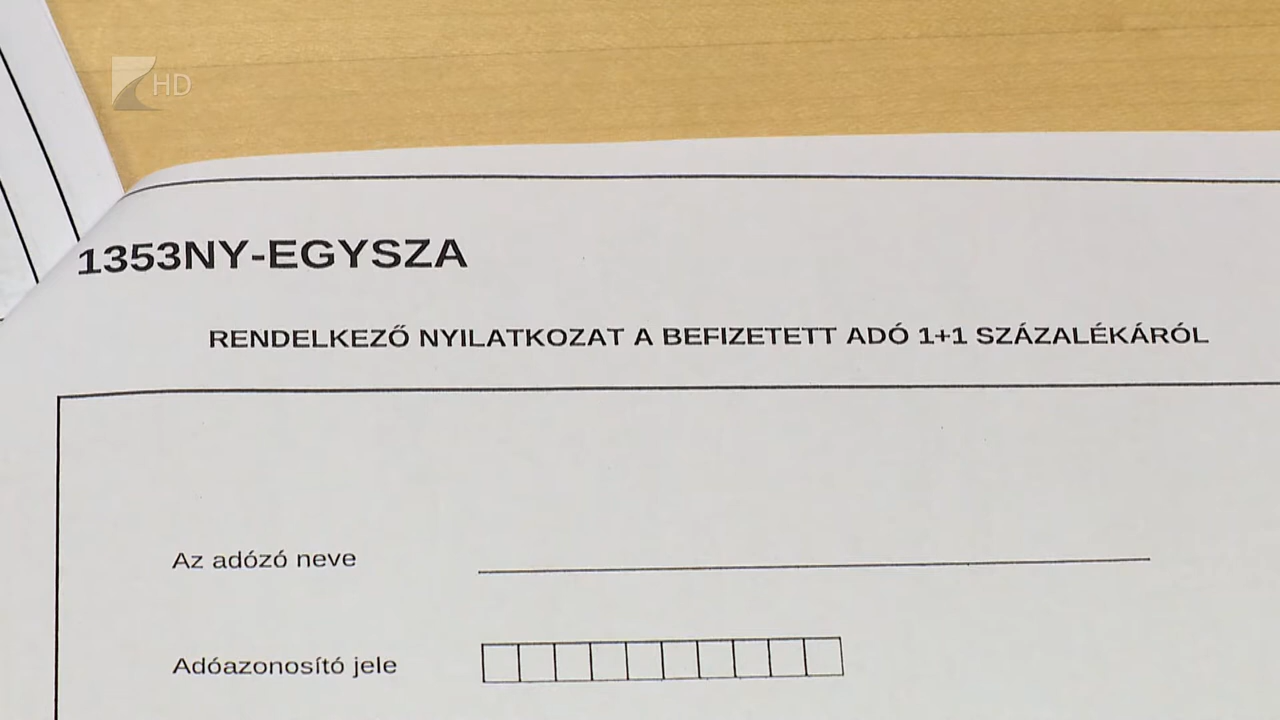 HD
1353NY-EGYSZA
RENDELKEZŐ NYILATKOZAT A BEFIZETETT ADÓ 1+1 SZÁZALÉKÁRÓL
Az adózó neve
Adóazonosító jele